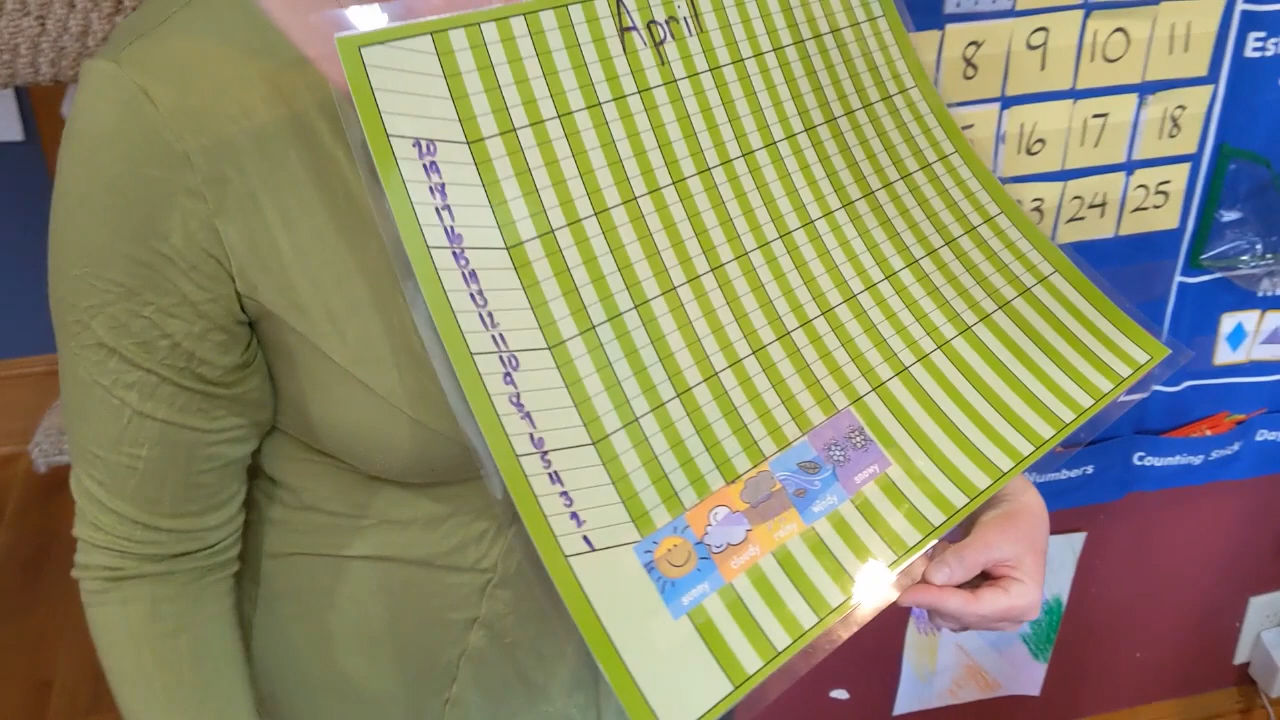 April
20
19
18
17
16
15
14
13
12
11
10
9
8
7
6
5
4
3
2
1
sunny
cloudy
rainy
windy
snowy
8 9 10 11
16 17 18
24 25
Numbers
Counting Sticks